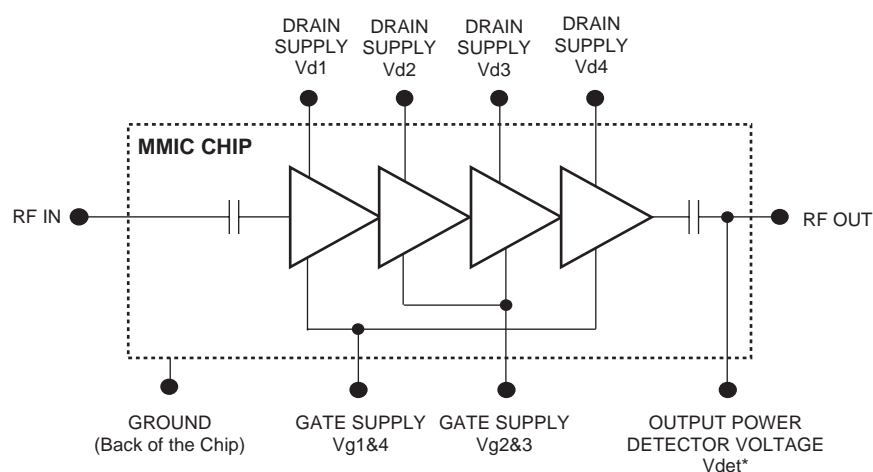 DRAIN
SUPPLY
Vd1
DRAIN
SUPPLY
Vd2
DRAIN
SUPPLY
Vd3
DRAIN
SUPPLY
Vd4
MMIC CHIP
RF IN
RF OUT
GROUND
(Back of the Chip)
GATE SUPPLY
Vg1&4
GATE SUPPLY
Vg2&3
OUTPUT POWER
DETECTOR VOLTAGE
Vdet*